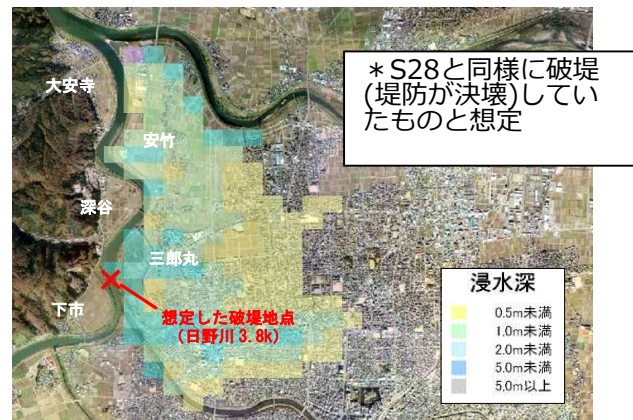 大安寺
安竹
深谷
三郎丸
下市
想定した破堤地点
(日野川3.8k)
＊S28と同様に破堤
(堤防が決壊)してい
たものと想定
浸水深
0.5m未満
1.0m未満
2.0m未満
5.0m未満
5.0m以上